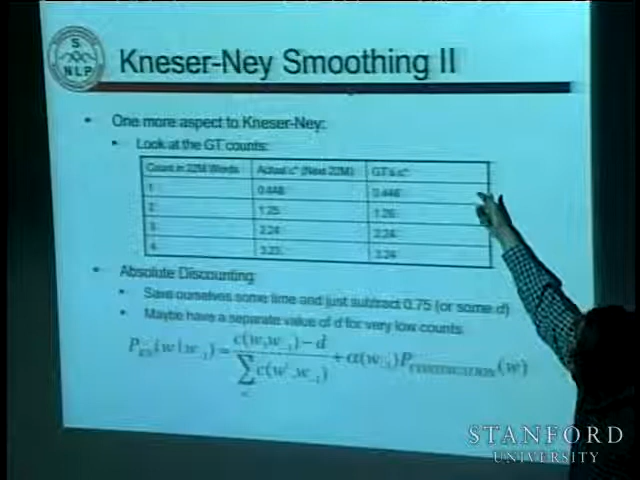 S
NLP
Kneser-Ney Smoothing II
One more aspect to Kneser-Ney:
Look at the GT counts:
Count in 22M Words Actual c* (Next 22M) GT's c*
1 0.448 0.446
2 1.25 1.26
3 2.24 2.24
4 3.23 3.24
Absolute Discounting
Save ourselves some time and just subtract 0.75 (or some d)
Maybe have a separate value of d for very low counts
STANFORD
UNIVERSITY